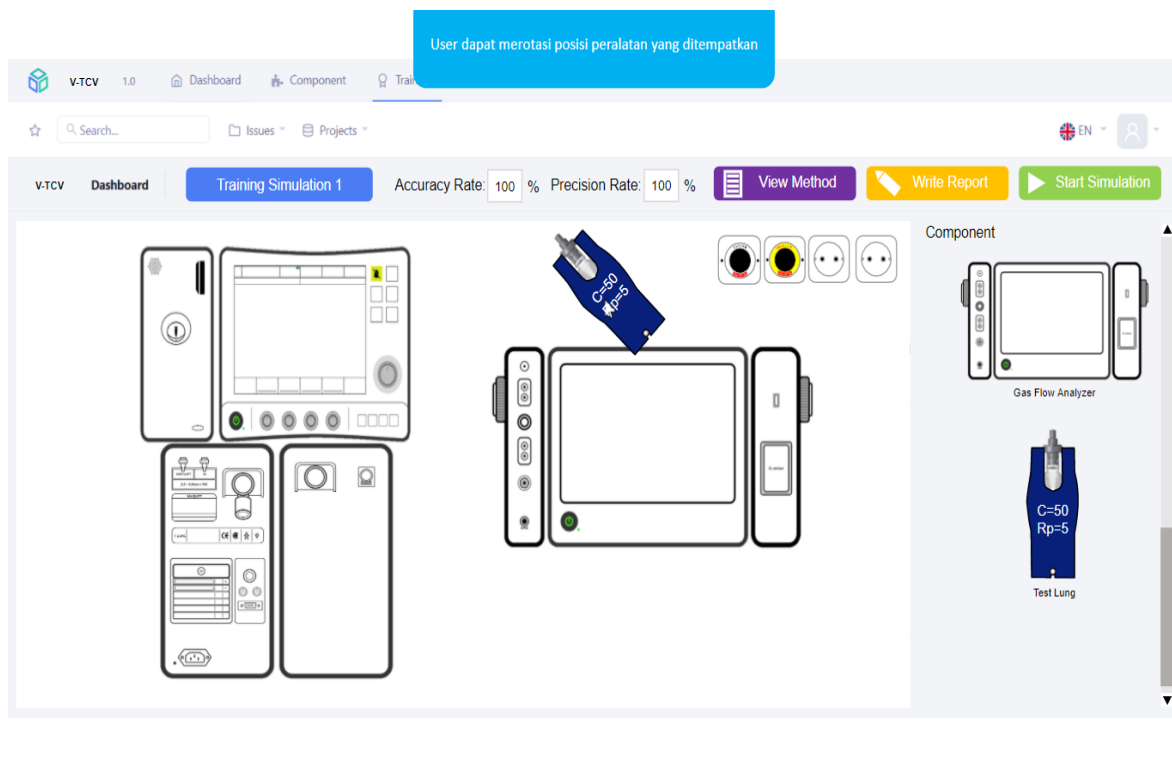 User dapat merotasi posisi peralatan yang ditempatkan
V-TCV 1.0 Dashboard Component Train
Search... Issues Projects EN
V-TCV Dashboard Training Simulation 1 Accuracy Rate: 100 % Precision Rate: 100 % View Method Write Report Start Simulation
Component
C=50
Rp=5
Gas Flow Analyzer
C=50
Rp=5
Test Lung